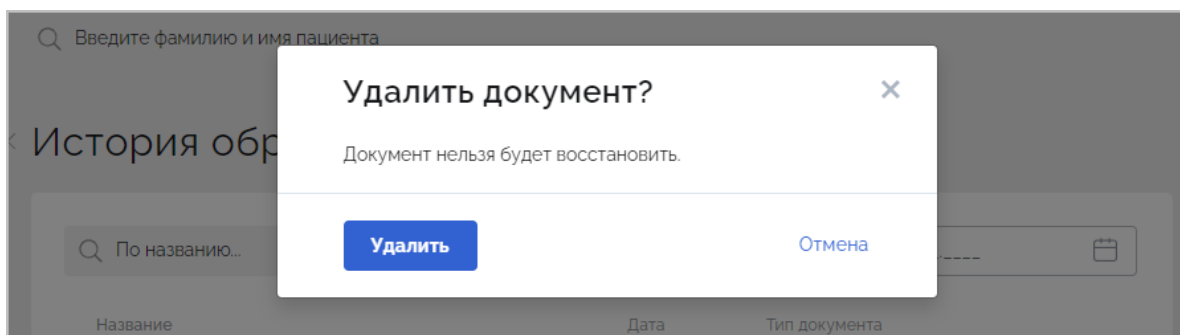 Введите фамилию и имя пациента
Удалить документ?
История обр
Документ нельзя будет восстановить.
По названию...
Удалить
Отмена
Название
Дата
Тип документа